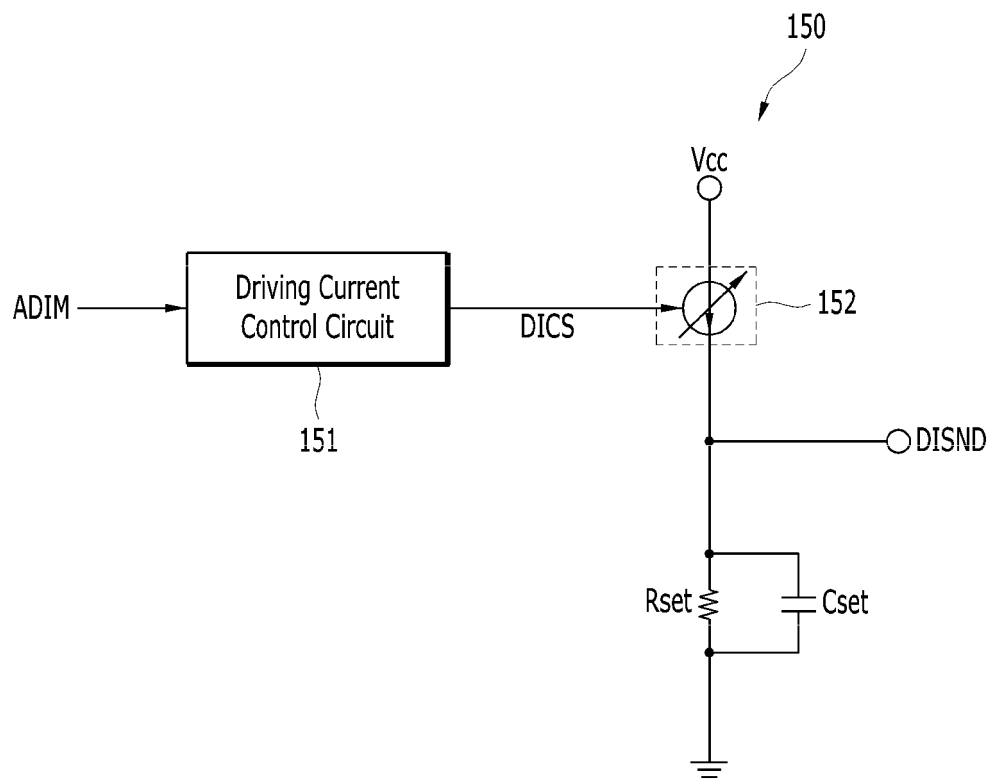 150
Vcc
Driving Current
Control Circuit
ADIM
DICS
152
151
DISND
Rset
Cset